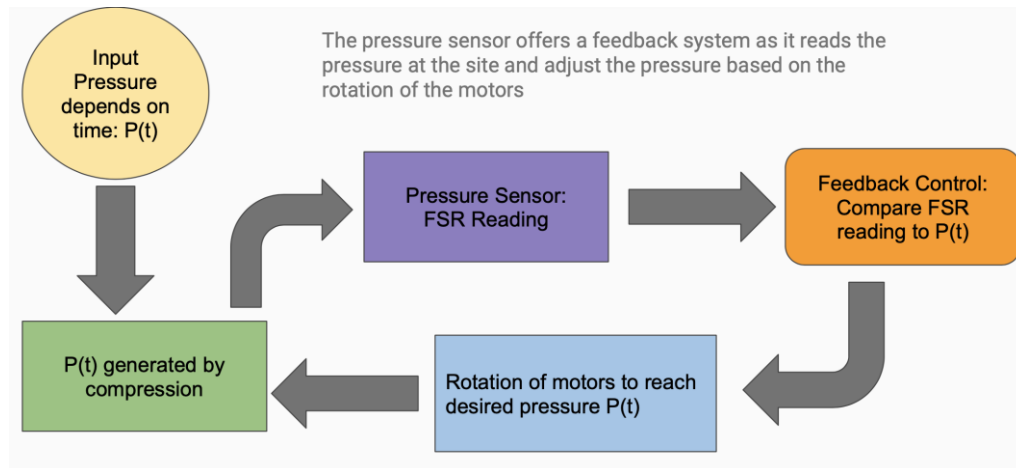 Input
Pressure
depends on
time: P(t)
The pressure sensor offers a feedback system as it reads the
pressure at the site and adjust the pressure based on the
rotation of the motors
Pressure Sensor:
FSR Reading
Feedback Control:
Compare FSR
reading to P(t)
P(t) generated by
compression
Rotation of motors to reach
desired pressure P(t)